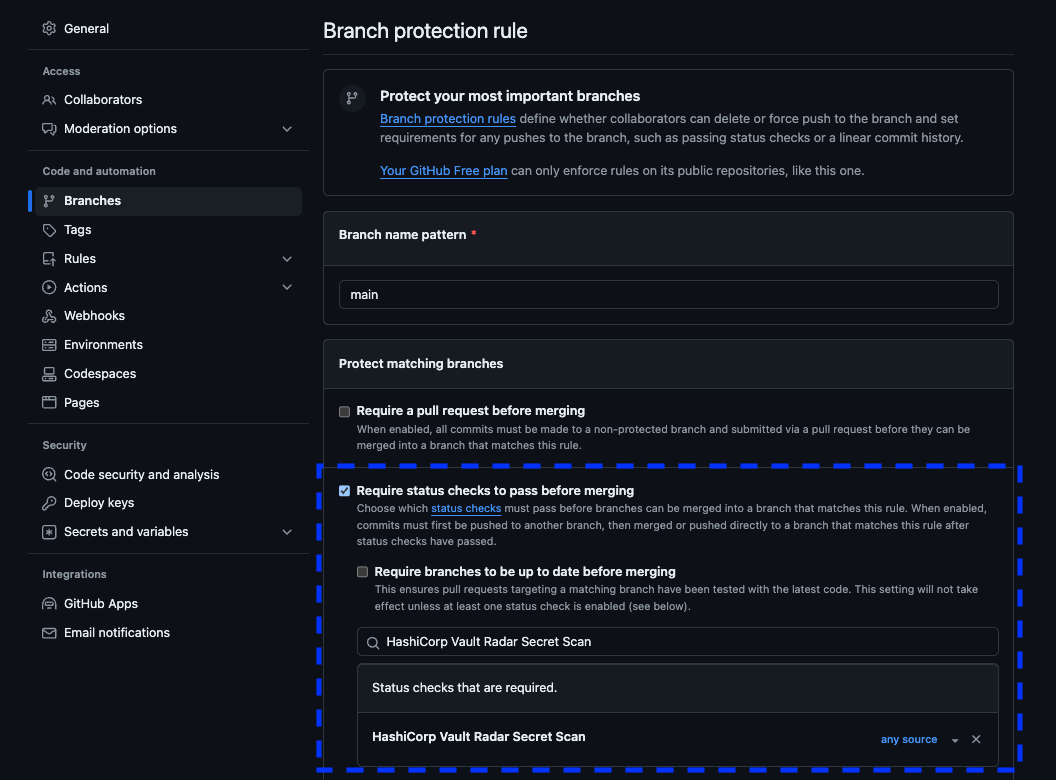 General
Access
Collaborators
Moderation options
Code and automation
Branches
Tags
Rules
Actions
Webhooks
Environments
Codespaces
Pages
Security
Code security and analysis
Deploy keys
Secrets and variables
Integrations
GitHub Apps
Email notifications
Branch protection rule
Protect your most important branches
Branch protection rules define whether collaborators can delete or force push to the branch and set
requirements for any pushes to the branch, such as passing status checks or a linear commit history.
Your GitHub Free plan can only enforce rules on its public repositories, like this one.
Branch name pattern *
main
Protect matching branches
Require a pull request before merging
When enabled, all commits must be made to a non-protected branch and submitted via a pull request before they can be
merged into a branch that matches this rule.
Require status checks to pass before merging
Choose which status checks must pass before branches can be merged into a branch that matches this rule. When enabled,
commits must first be pushed to another branch, then merged or pushed directly to a branch that matches this rule after
status checks have passed.
Require branches to be up to date before merging
This ensures pull requests targeting a matching branch have been tested with the latest code. This setting will not take
effect unless at least one status check is enabled (see below).
HashiCorp Vault Radar Secret Scan
Status checks that are required.
HashiCorp Vault Radar Secret Scan any source